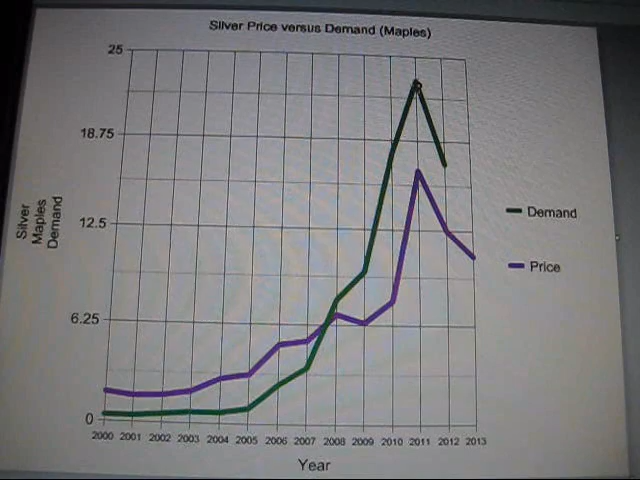 Silver Price versus Demand (Maples)
25
18.75
12.5
6.25
0
Silver
Maples
Demand
Demand
Price
2000 2001 2002 2003 2004 2005 2006 2007 2008 2009 2010 2011 2012 2013
Year